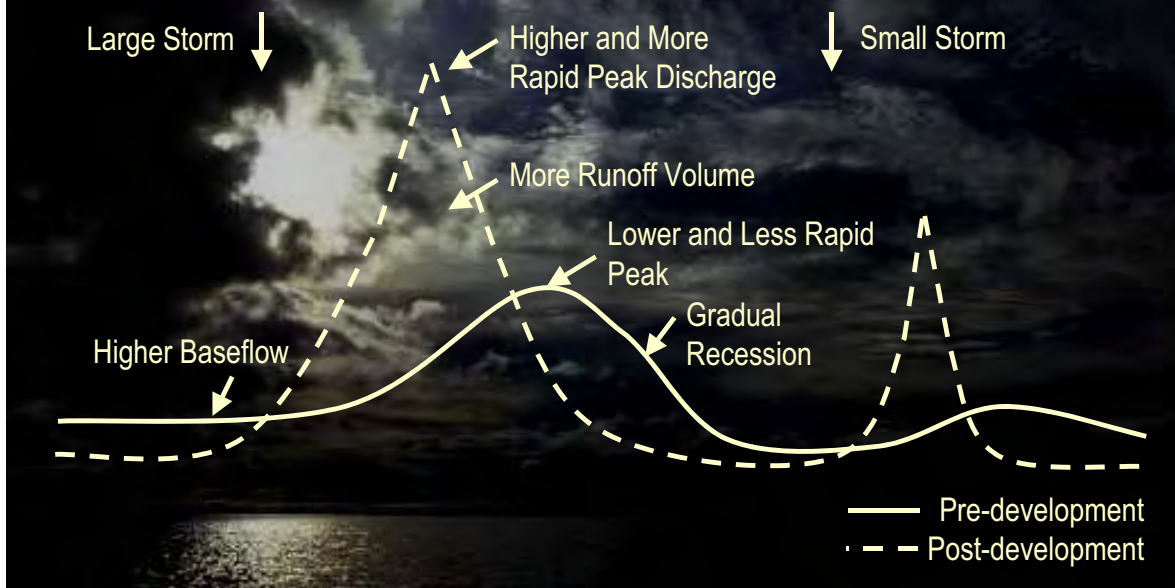 Large Storm
Higher and More
Rapid Peak Discharge
Small Storm
More Runoff Volume
Lower and Less Rapid
Peak
Gradual
Recession
Higher Baseflow
Pre-development
Post-development